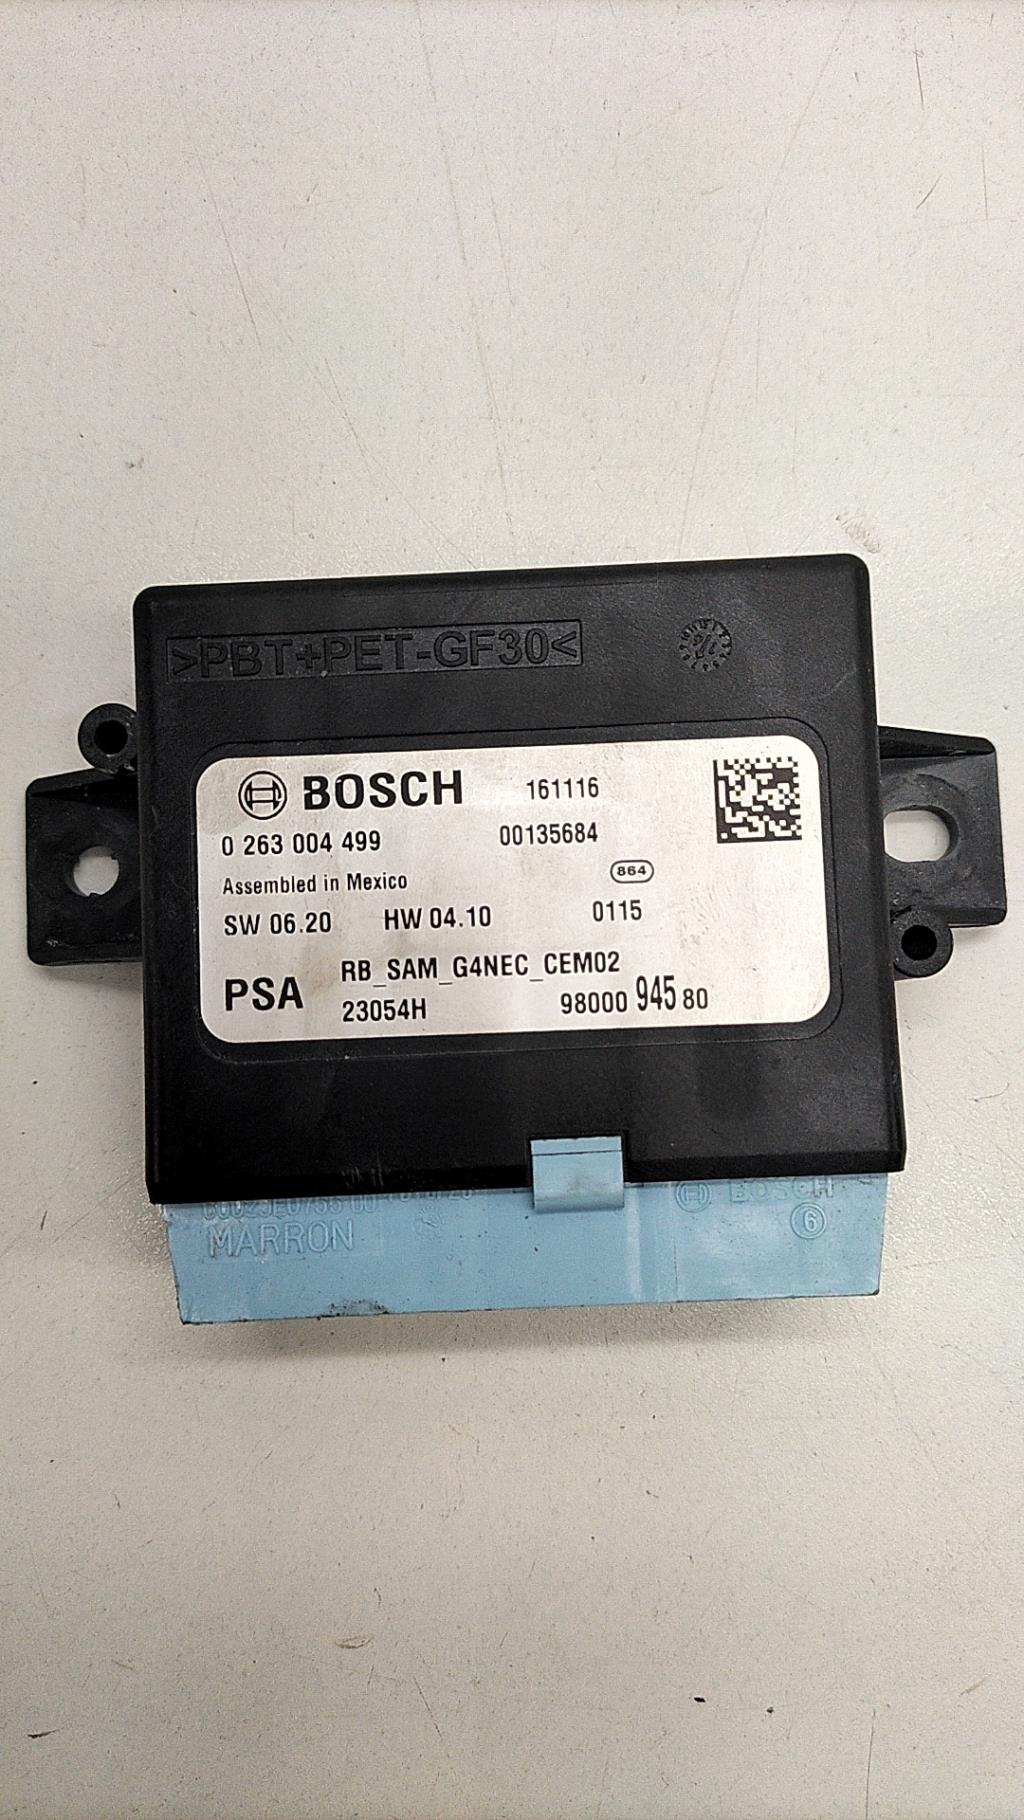 >PBT+PET-GF30<
BOSCH 161116
0 263 004 499 00135684
Assembled in Mexico 864
SW 06.20 HW 04.10 0115
PSA RB_SAM_G4NEC_CEM02
23054H 98000 945 80
BOSCH
MARRON 6